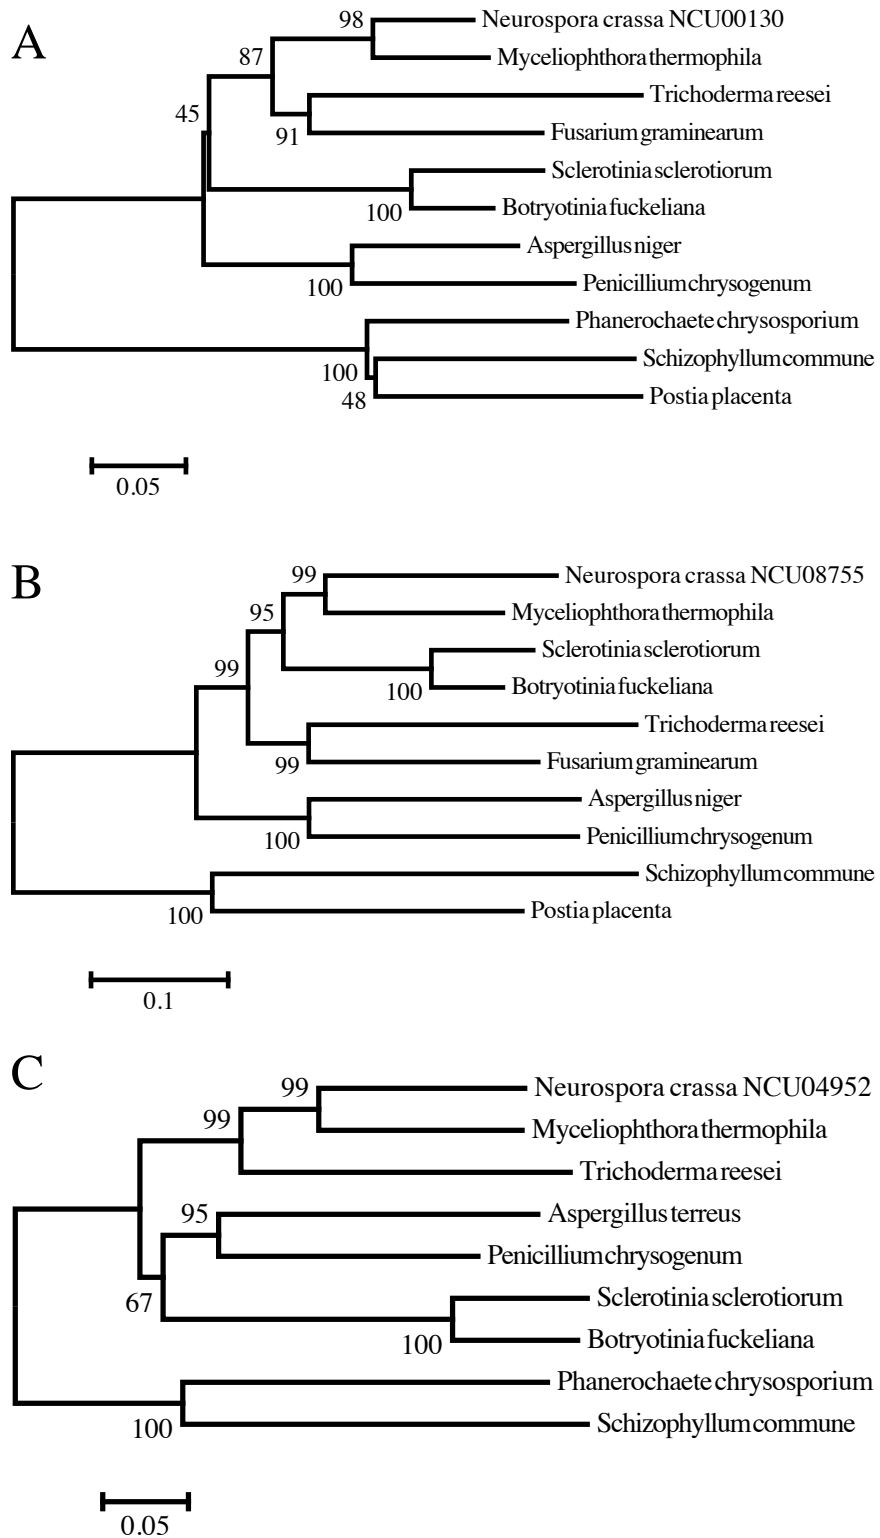 A
98
Neurospora crassa NCU00130
Myceliophthora thermophila
87
Trichoderma reesei
45
91
Fusarium graminearum
Sclerotinia sclerotiorum
100
Botryotinia fuckeliana
Aspergillus niger
100
Penicillium chrysogenum
Phanerochaete chrysosporium
100
Schizophyllum commune
48
Postia placenta
0.05
B
99
Neurospora crassa NCU08755
95
Myceliophthora thermophila
Sclerotinia sclerotiorum
99
100
Botryotinia fuckeliana
Trichoderma reesei
99
Fusarium graminearum
Aspergillus niger
100
Penicillium chrysogenum
Schizophyllum commune
100
Postia placenta
0.1
C
99
Neurospora crassa NCU04952
99
Myceliophthora thermophila
Trichoderma reesei
95
Aspergillus terreus
Penicillium chrysogenum
67
Sclerotinia sclerotiorum
100
Botryotinia fuckeliana
Phanerochaete chrysosporium
100
Schizophyllum commune
0.05